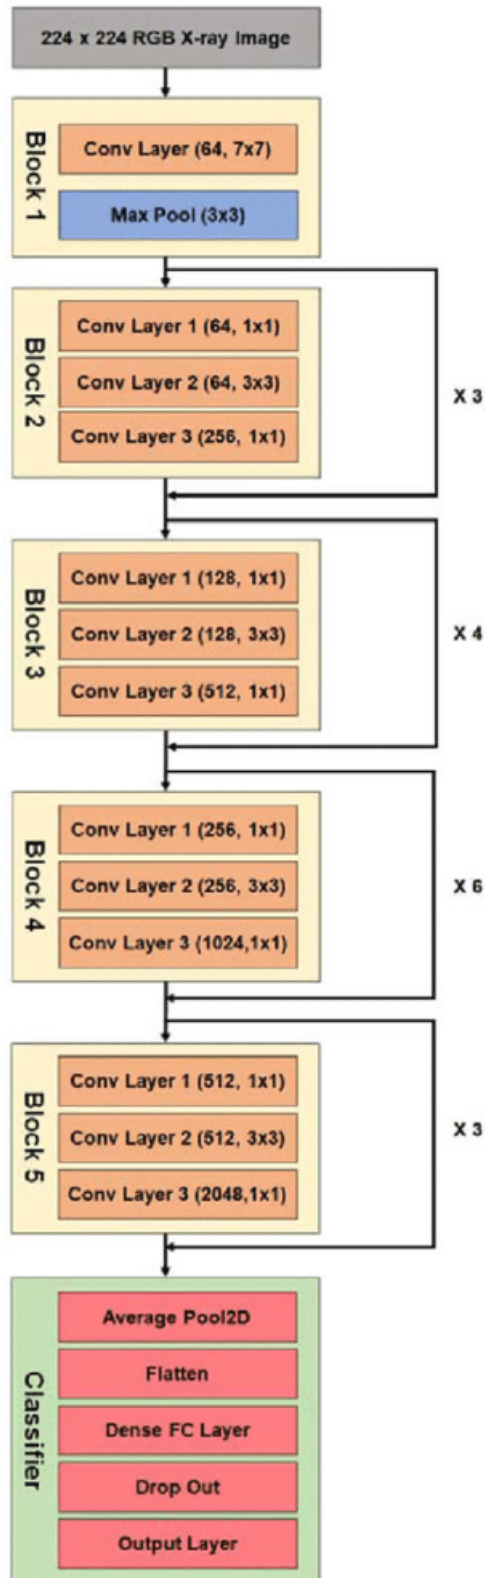 224 x 224 RGB X-ray Image
Block 1
Conv Layer (64, 7x7)
Max Pool (3x3)
Block 2
Conv Layer 1 (64, 1x1)
Conv Layer 2 (64, 3x3)
Conv Layer 3 (256, 1x1)
X 3
Block 3
Conv Layer 1 (128, 1x1)
Conv Layer 2 (128, 3x3)
Conv Layer 3 (512, 1x1)
X 4
Block 4
Conv Layer 1 (256, 1x1)
Conv Layer 2 (256, 3x3)
Conv Layer 3 (1024,1x1)
X 6
Block 5
Conv Layer 1 (512, 1x1)
Conv Layer 2 (512, 3x3)
Conv Layer 3 (2048,1x1)
X 3
Classifier
Average Pool2D
Flatten
Dense FC Layer
Drop Out
Output Layer